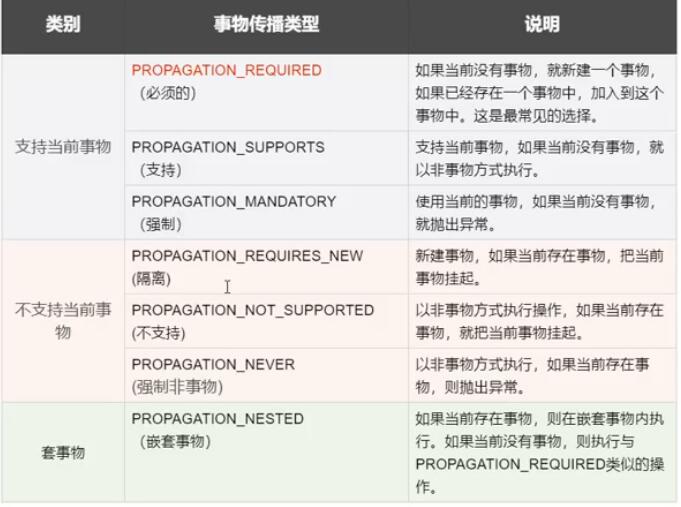 类别
事物传播类型
说明
支持当前事物
PROPAGATION_REQUIRED
（必须的）
如果当前没有事物，就新建一个事物，
如果已经存在一个事物中，加入到这个
事物中。这是最常见的选择。
PROPAGATION_SUPPORTS
（支持）
支持当前事物，如果当前没有事物，就
以非事物方式执行。
PROPAGATION_MANDATORY
（强制）
使用当前的事物，如果当前没有事物，
就抛出异常。
不支持当前事
物
PROPAGATION_REQUIRES_NEW
(隔离)
新建事物，如果当前存在事物，把当前
事物挂起。
PROPAGATION_NOT_SUPPORTED
(不支持)
以非事物方式执行操作，如果当前存在
事物，就把当前事物挂起。
PROPAGATION_NEVER
(强制非事物)
以非事物方式执行，如果当前存在事
物，则抛出异常。
套事物
PROPAGATION_NESTED
（嵌套事物）
如果当前存在事物，则在嵌套事物内执
行。如果当前没有事物，则执行与
PROPAGATION_REQUIRED类似的操
作。